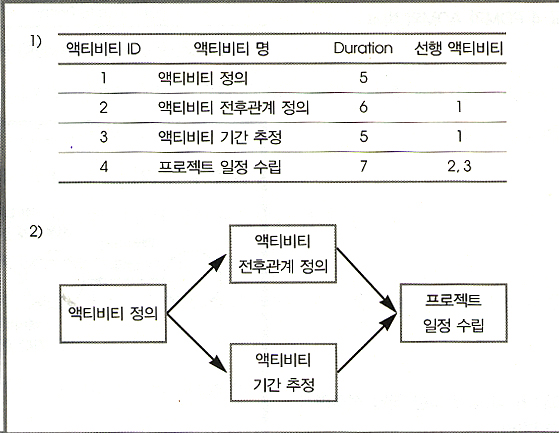 1)
액티비티 ID 액티비티 명 Duration 선행 액티비티
1 액티비티 정의 5
2 액티비티 전후관계 정의 6 1
3 액티비티 기간 추정 5 1
4 프로젝트 일정 수립 7 2, 3
2)
액티비티
전후관계 정의
액티비티 정의
프로젝트
일정 수립
액티비티
기간 추정